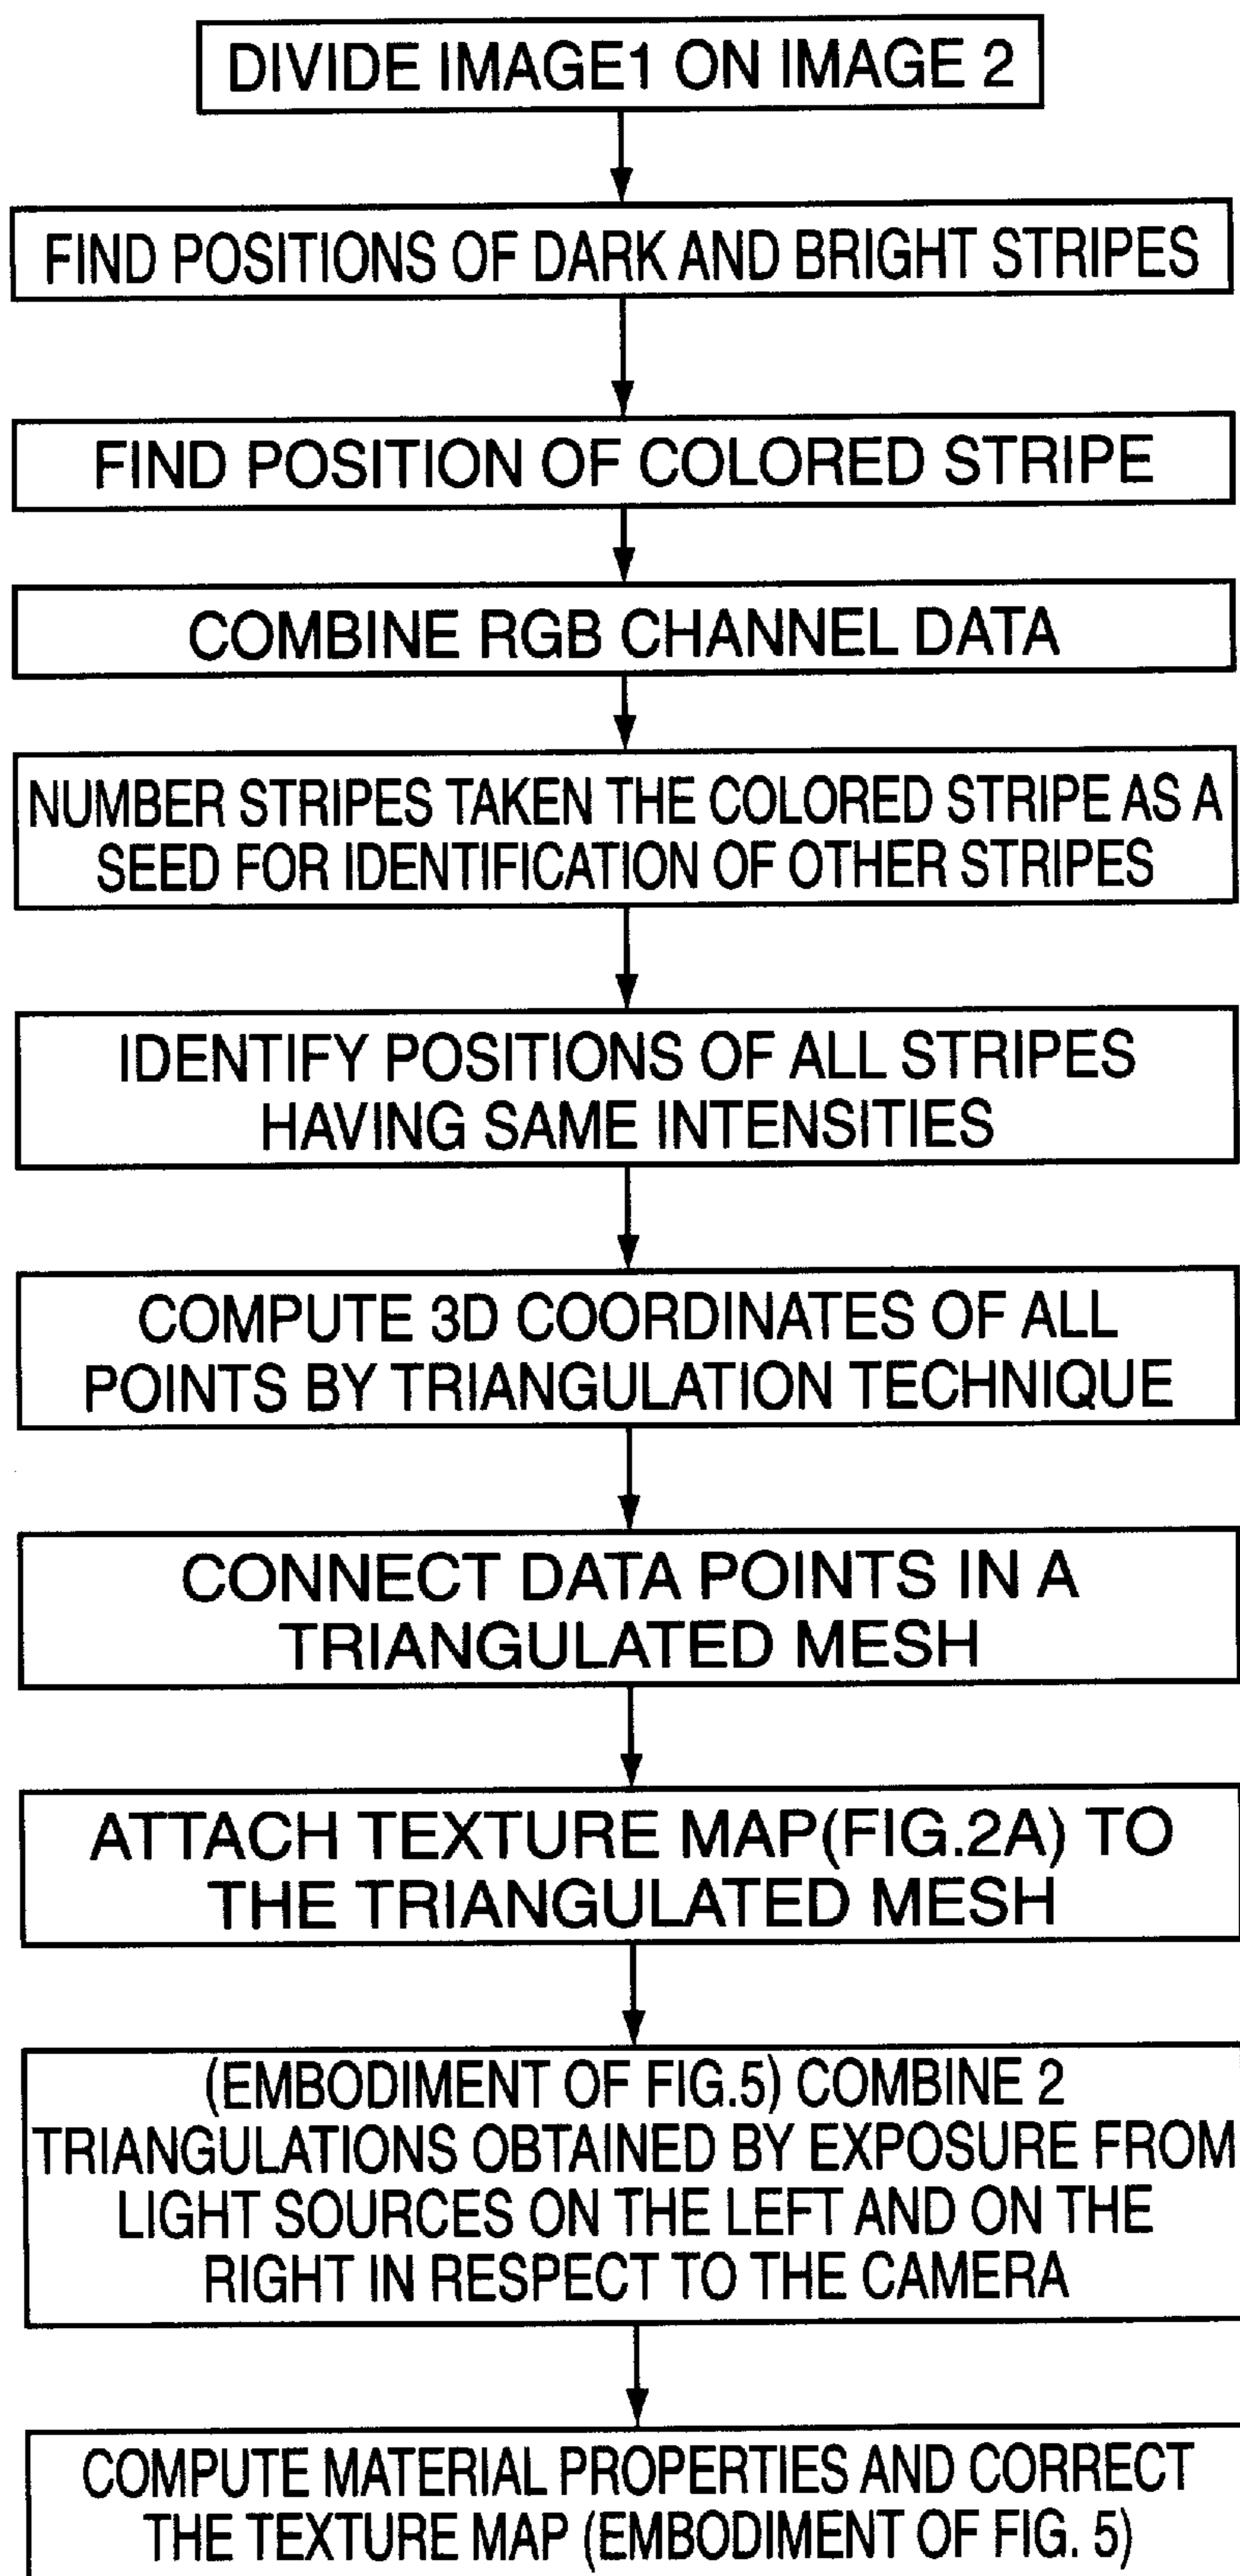 DIVIDE IMAGE1 ON IMAGE 2
FIND POSITIONS OF DARK AND BRIGHT STRIPES
FIND POSITION OF COLORED STRIPE
COMBINE RGB CHANNEL DATA
NUMBER STRIPES TAKEN THE COLORED STRIPE AS A
SEED FOR IDENTIFICATION OF OTHER STRIPES
IDENTIFY POSITIONS OF ALL STRIPES
HAVING SAME INTENSITIES
COMPUTE 3D COORDINATES OF ALL
POINTS BY TRIANGULATION TECHNIQUE
CONNECT DATA POINTS IN A
TRIANGULATED MESH
ATTACH TEXTURE MAP(FIG.2A) TO
THE TRIANGULATED MESH
(EMBODIMENT OF FIG.5) COMBINE 2
TRIANGULATIONS OBTAINED BY EXPOSURE FROM
LIGHT SOURCES ON THE LEFT AND ON THE
RIGHT IN RESPECT TO THE CAMERA
COMPUTE MATERIAL PROPERTIES AND CORRECT
THE TEXTURE MAP (EMBODIMENT OF FIG. 5)